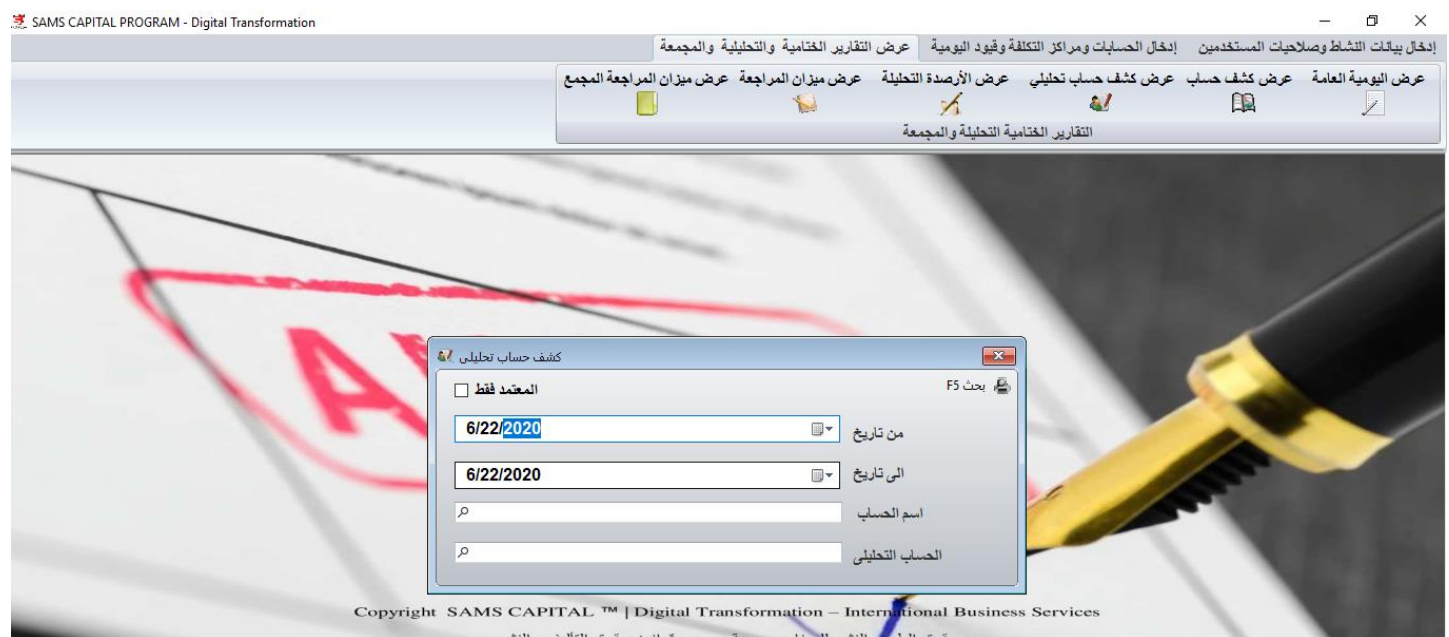 SAMS CAPITAL PROGRAM - Digital Transformation
إدخال بيانات النشاط وصلاحيات المستخدمين إدخال الحسابات ومراكز التكلفة وقيود اليومية عرض التقارير الختامية والتحليلية والمجمعة
عرض اليومية العامة عرض كشف حساب عرض كشف حساب تحليلي عرض الأرصدة التحليلة عرض ميزان المراجعة عرض ميزان المراجعة المجمع
التقارير الختامية التحليلة والمجمعة
كشف حساب تحليلى
بحث F5 المعتمد فقط
من تاريخ 6/22/2020
الى تاريخ 6/22/2020
اسم الحساب
الحساب التحليلى
Copyright SAMS CAPITAL ™ | Digital Transformation – International Business Services